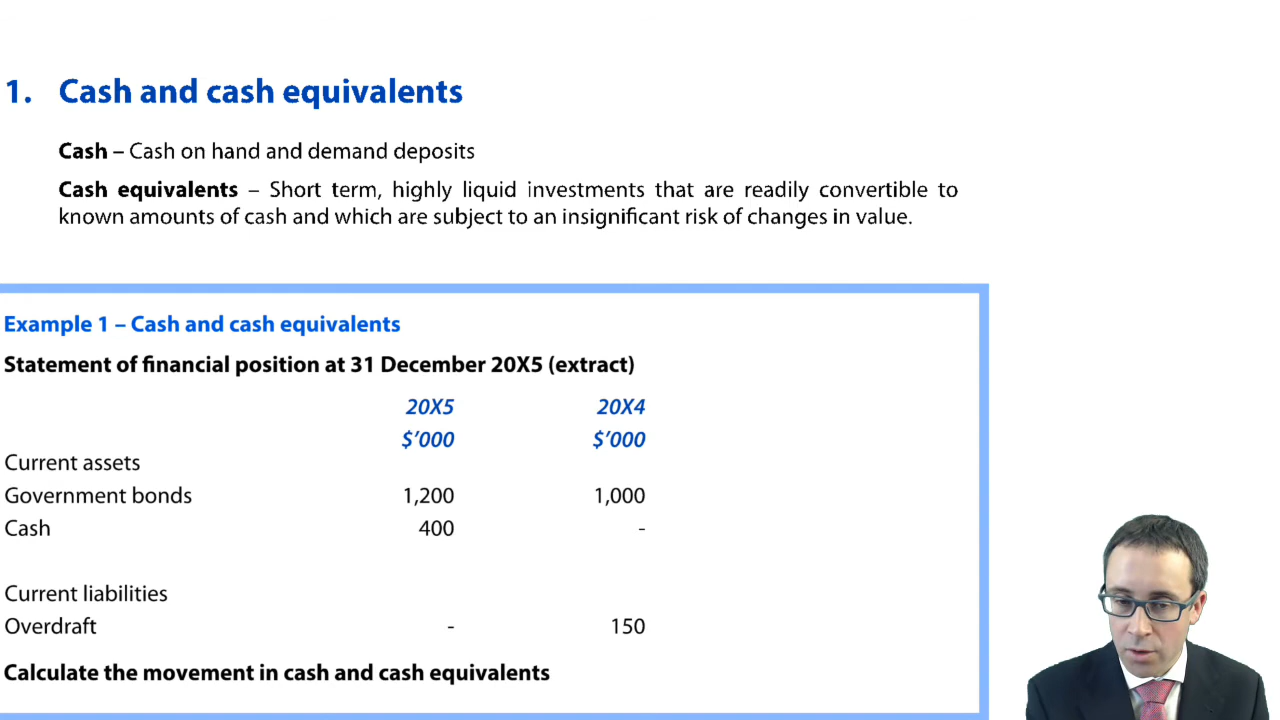 1. Cash and cash equivalents
Cash – Cash on hand and demand deposits
Cash equivalents – Short term, highly liquid investments that are readily convertible to
known amounts of cash and which are subject to an insignificant risk of changes in value.
Example 1 – Cash and cash equivalents
Statement of financial position at 31 December 20X5 (extract)
20X5 20X4
$’000 $’000
Current assets
Government bonds 1,200 1,000
Cash 400 -
Current liabilities
Overdraft - 150
Calculate the movement in cash and cash equivalents